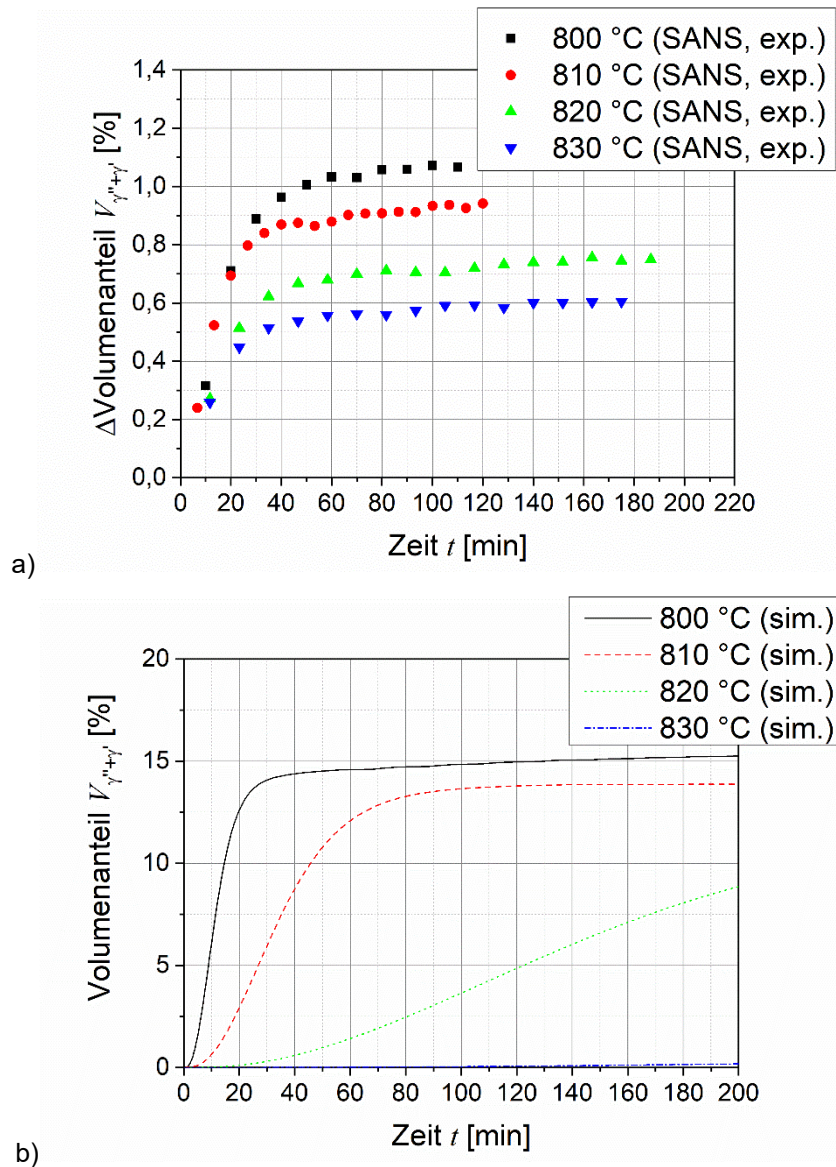 800 °C (SANS, exp.)
810 °C (SANS, exp.)
820 °C (SANS, exp.)
830 °C (SANS, exp.)
1,4
1,2
1,0
0,8
0,6
0,4
0,2
0,0
ΔVolumenanteil V γ''+γ' [%]
0 20 40 60 80 100 120 140 160 180 200 220
Zeit t [min]
a)
800 °C (sim.)
810 °C (sim.)
820 °C (sim.)
830 °C (sim.)
20
15
10
5
0
Volumenanteil V γ''+γ' [%]
0 20 40 60 80 100 120 140 160 180 200
Zeit t [min]
b)